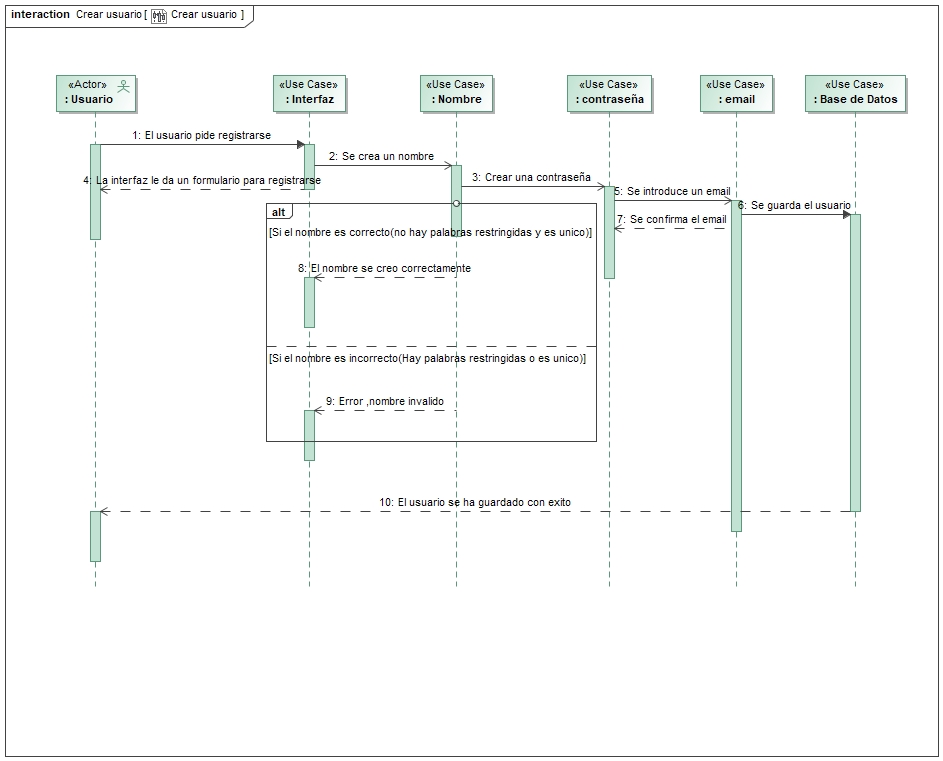 interaction Crear usuario [ Crear usuario ]
«Actor»
: Usuario
«Use Case»
: Interfaz
«Use Case»
: Nombre
«Use Case»
: contraseña
«Use Case»
: email
«Use Case»
: Base de Datos
1: El usuario pide registrarse
2: Se crea un nombre
3: Crear una contraseña
4: La interfaz le da un formulario para registrarse
5: Se introduce un email
6: Se guarda el usuario
7: Se confirma el email
alt
[Si el nombre es correcto(no hay palabras restringidas y es unico)]
8: El nombre se creo correctamente
[Si el nombre es incorrecto(Hay palabras restringidas o es unico)]
9: Error ,nombre invalido
10: El usuario se ha guardado con exito